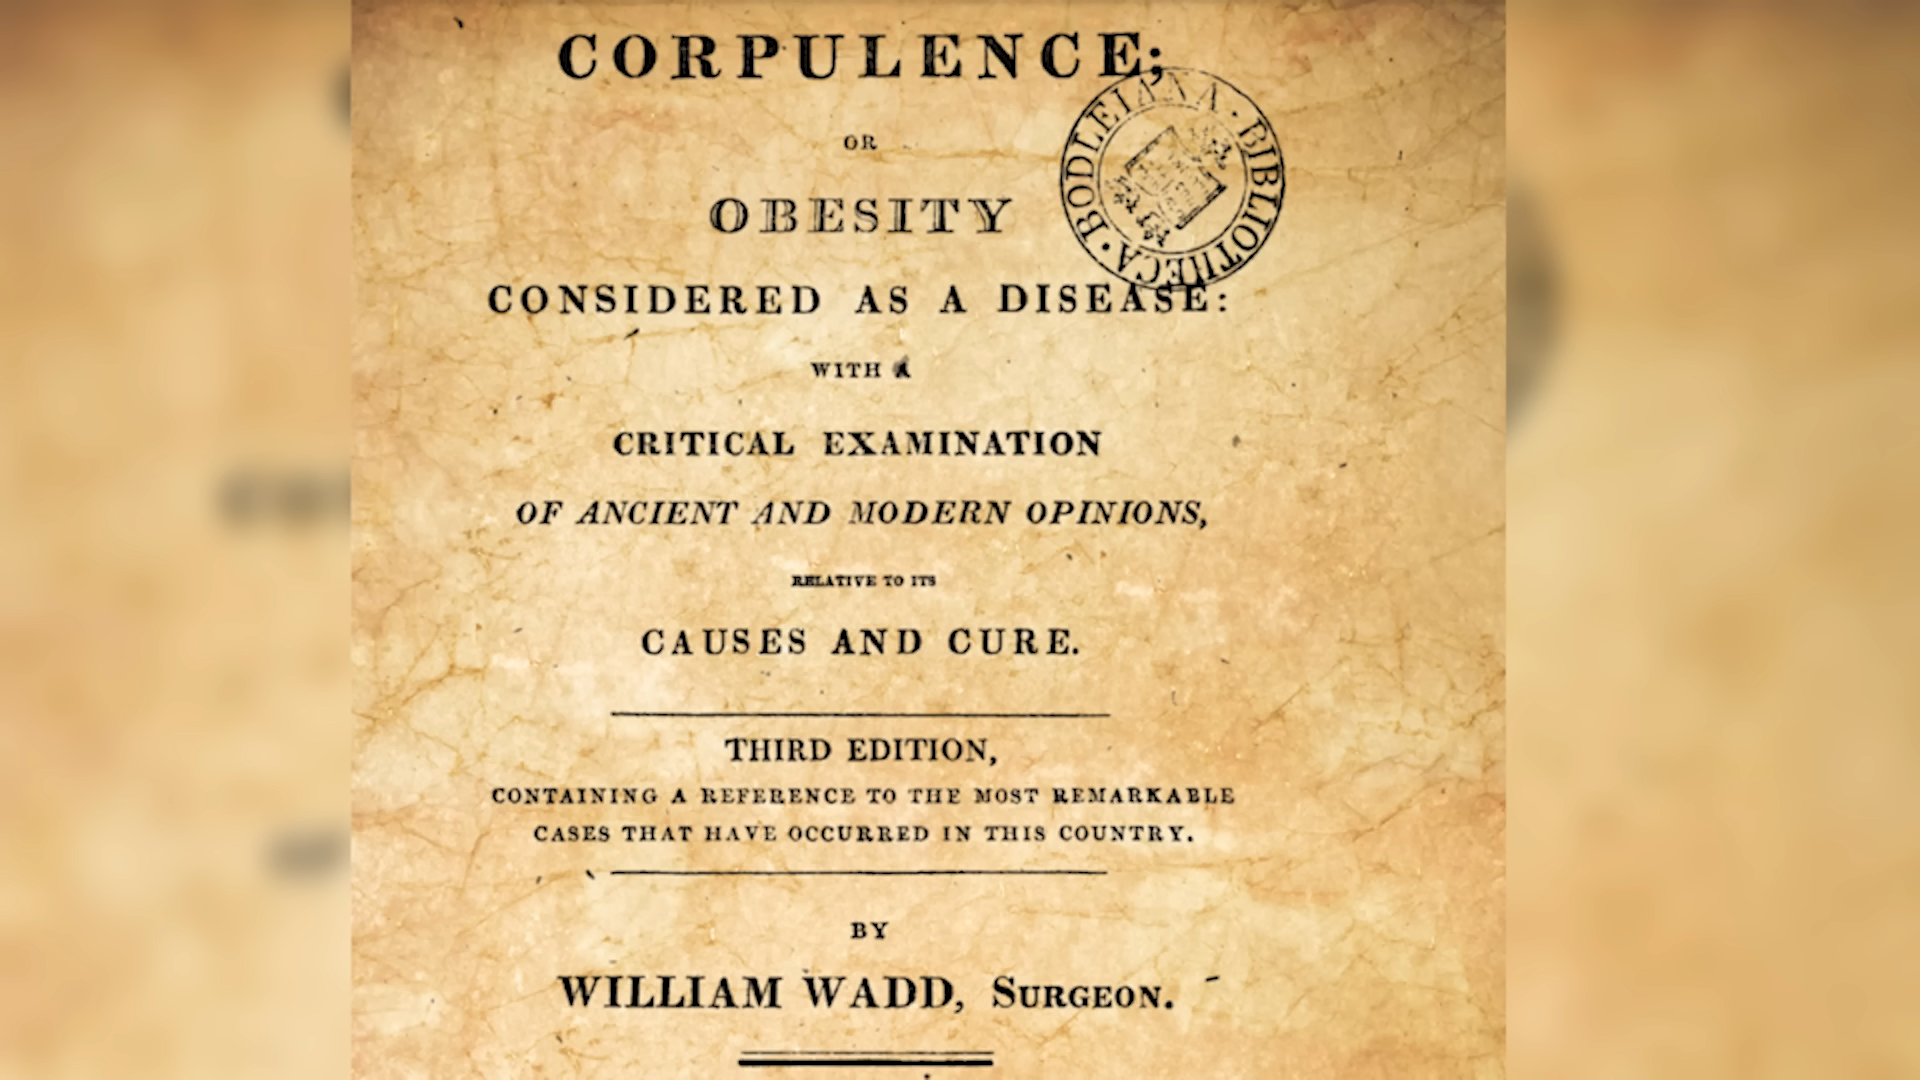 CORPULENCE;
OR
OBESITY
CONSIDERED AS A DISEASE:
WITH A
CRITICAL EXAMINATION
OF ANCIENT AND MODERN OPINIONS,
RELATIVE TO ITS
CAUSES AND CURE.
THIRD EDITION,
CONTAINING A REFERENCE TO THE MOST REMARKABLE
CASES THAT HAVE OCCURRED IN THIS COUNTRY.
BY
WILLIAM WADD, SURGEON.
BIBLIOTHECA · BODLEIANA ·